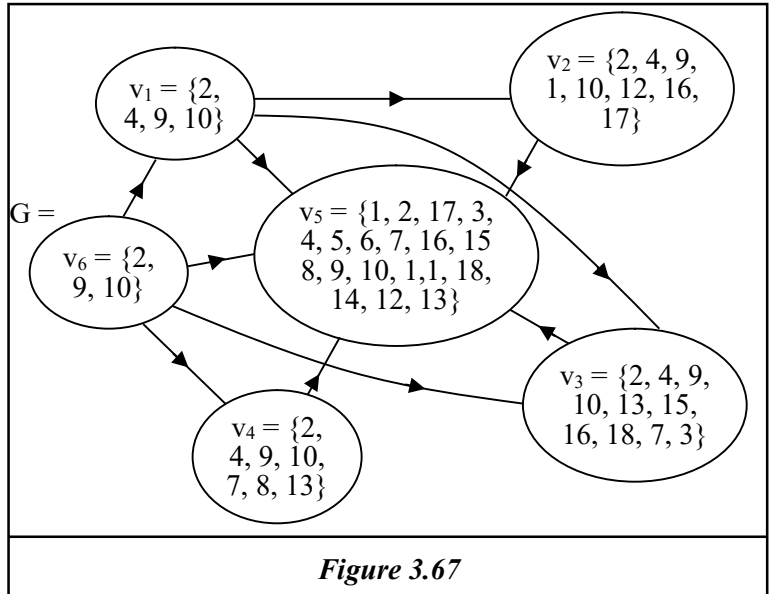 v₁ = {2,
4, 9, 10}
v₂ = {2, 4, 9,
1, 10, 12, 16,
17}
G =
v₅ = {1, 2, 17, 3,
4, 5, 6, 7, 16, 15
8, 9, 10, 1,1, 18,
14, 12, 13}
v₆ = {2,
9, 10}
v₃ = {2, 4, 9,
10, 13, 15,
16, 18, 7, 3}
v₄ = {2,
4, 9, 10,
7, 8, 13}
Figure 3.67